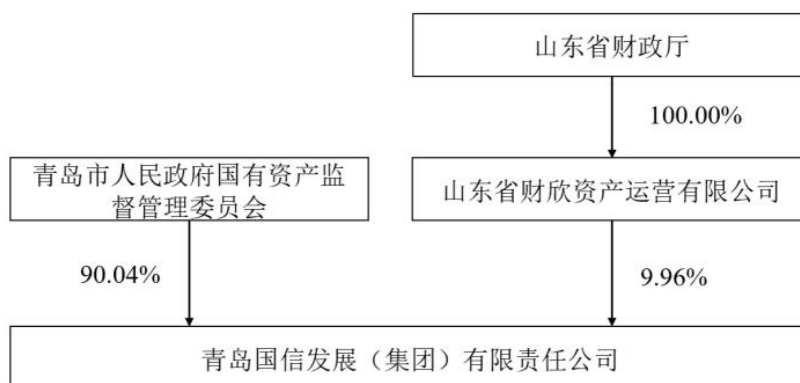 山东省财政厅
100.00%
青岛市人民政府国有资产监
督管理委员会
山东省财欣资产运营有限公司
90.04%
9.96%
青岛国信发展（集团）有限责任公司